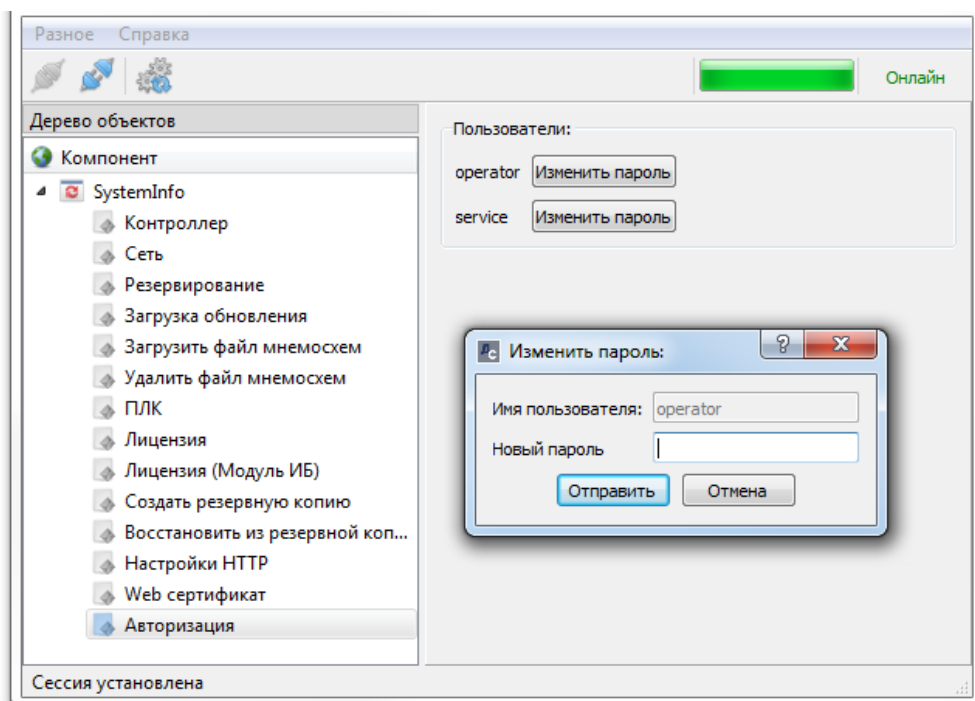 Разное Справка
Онлайн
Дерево объектов
Компонент
SystemInfo
Контроллер
Сеть
Резервирование
Загрузка обновления
Загрузить файл мнемосхем
Удалить файл мнемосхем
ПЛК
Лицензия
Лицензия (Модуль ИБ)
Создать резервную копию
Восстановить из резервной коп...
Настройки HTTP
Web сертификат
Авторизация
Пользователи:
operator Изменить пароль
service Изменить пароль
Изменить пароль:
Имя пользователя: operator
Новый пароль
Отправить Отмена
Сессия установлена